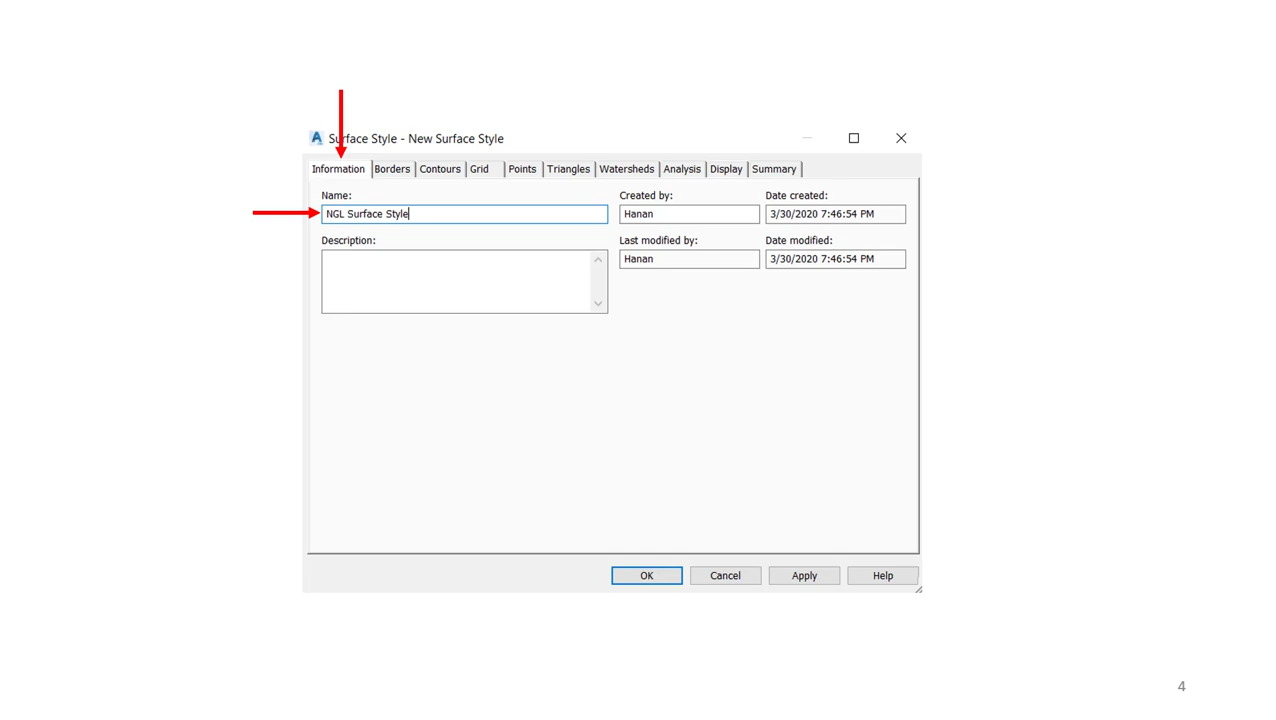 Surface Style - New Surface Style
Information Borders Contours Grid Points Triangles Watersheds Analysis Display Summary
Name: Created by: Date created:
NGL Surface Style Hanan 3/30/2020 7:46:54 PM
Description: Last modified by: Date modified:
Hanan 3/30/2020 7:46:54 PM
OK Cancel Apply Help
4